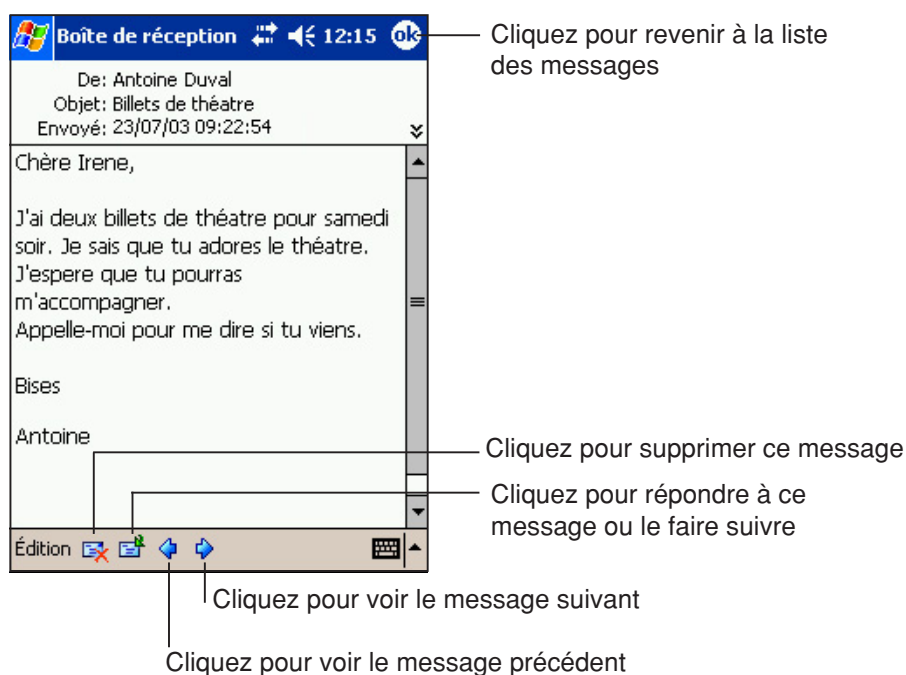 Boîte de réception 12:15 ok
Cliquez pour revenir à la liste
des messages
De: Antoine Duval
Objet: Billets de théatre
Envoyé: 23/07/03 09:22:54
Chère Irene,
J'ai deux billets de théatre pour samedi
soir. Je sais que tu adores le théatre.
J'espere que tu pourras
m'accompagner.
Appelle-moi pour me dire si tu viens.
Bises
Antoine
Cliquez pour supprimer ce message
Cliquez pour répondre à ce
message ou le faire suivre
Édition
Cliquez pour voir le message suivant
Cliquez pour voir le message précédent